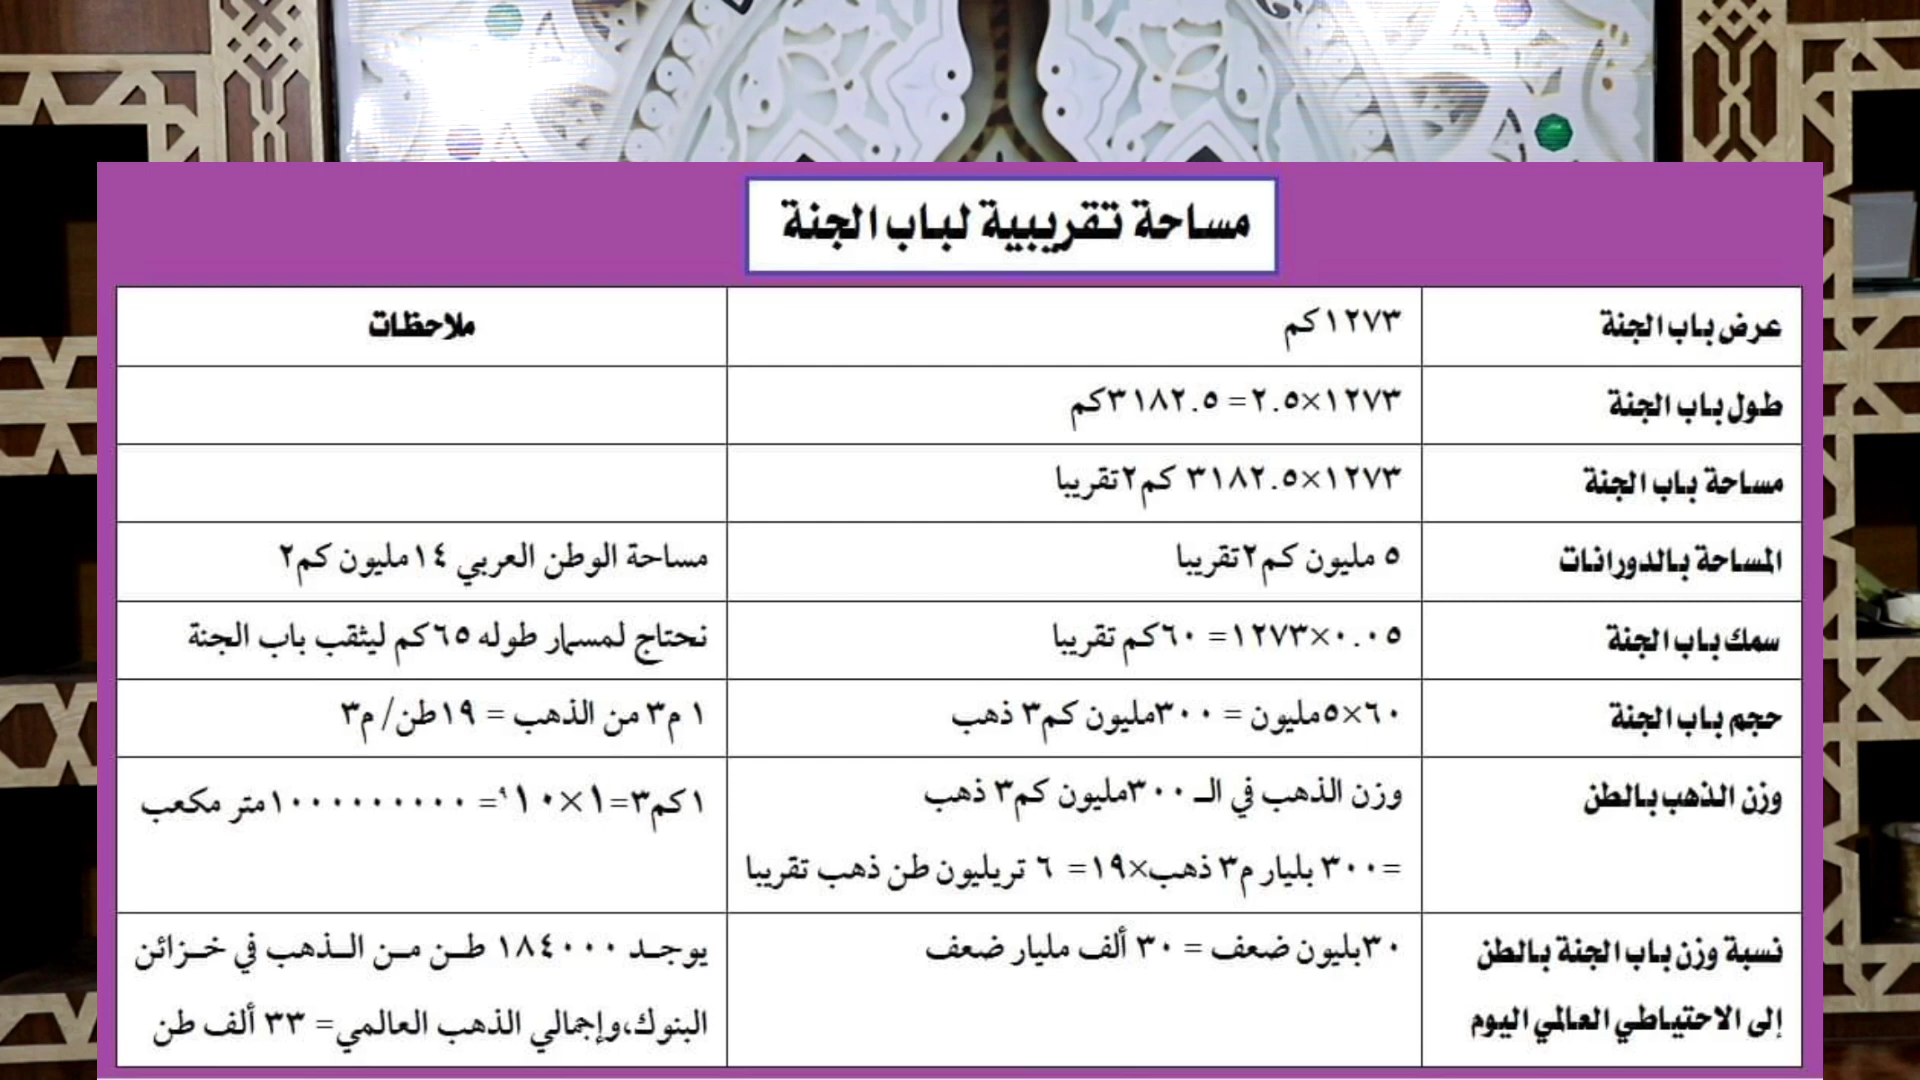 مساحة تقريبية لباب الجنة
عرض باب الجنة ١٢٧٣كم ملاحظات
طول باب الجنة ١٢٧٣×٢.٥= ٣١٨٢.٥كم
مساحة باب الجنة ١٢٧٣×٣١٨٢.٥ كم٢تقريبا
المساحة بالدورانات ٥ مليون كم٢تقريبا مساحة الوطن العربي ١٤مليون كم٢
سمك باب الجنة ٠.٠٥×١٢٧٣= ٦٠كم تقريبا نحتاج لمسمار طوله ٦٥كم ليثقب باب الجنة
حجم باب الجنة ٦٠×٥مليون = ٣٠٠مليون كم٣ ذهب ١ م٣ من الذهب = ١٩طن/ م٣
وزن الذهب بالطن وزن الذهب في الـ ٣٠٠مليون كم٣ ذهب ١كم٣=١×١٠⁹= ١٠٠٠٠٠٠٠٠٠متر مكعب
=٣٠٠ بليار م٣ ذهب×١٩= ٦ تريليون طن ذهب تقريبا
نسبة وزن باب الجنة بالطن ٣٠بليون ضعف = ٣٠ ألف مليار ضعف يوجد ١٨٤٠٠٠ طن من الذهب في خزائن
إلى الاحتياطي العالمي اليوم البنوك،وإجمالي الذهب العالمي= ٣٣ ألف طن